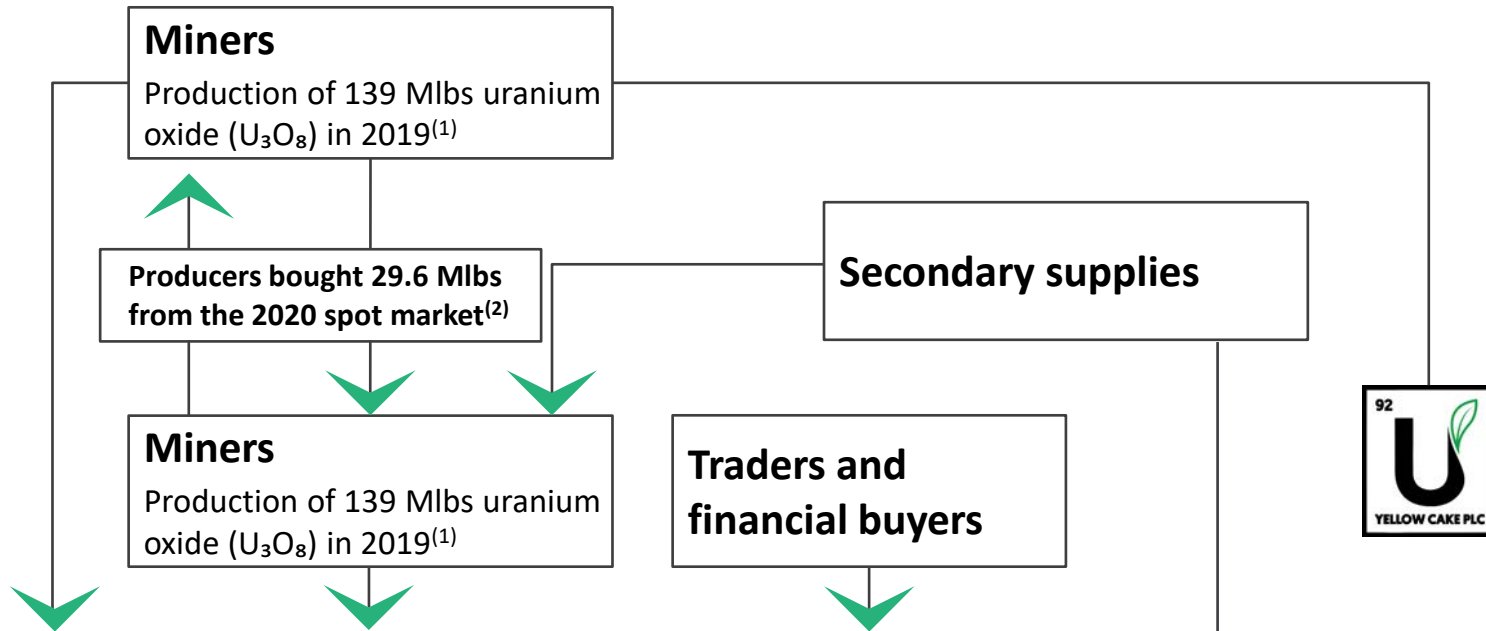 Miners
Production of 139 Mlbs uranium
oxide (U₃O₈) in 2019⁽¹⁾
Producers bought 29.6 Mlbs
from the 2020 spot market⁽²⁾
Secondary supplies
Miners
Production of 139 Mlbs uranium
oxide (U₃O₈) in 2019⁽¹⁾
Traders and
financial buyers
92
U
YELLOW CAKE PLC